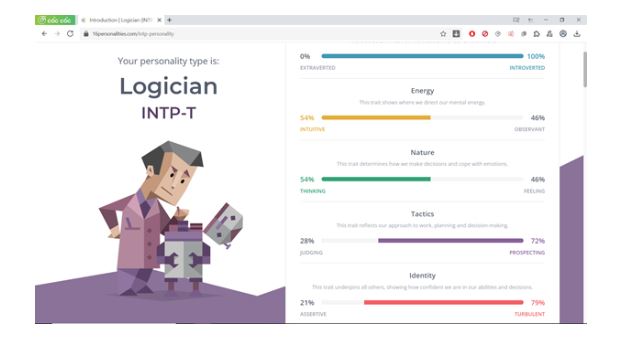 cốc cốc
Introduction | Logician (INT
16personalities.com/intp-personality
Your personality type is:
Logician
INTP-T
0% 100%
EXTRAVERTED INTROVERTED
Energy
This trait shows where we direct our mental energy.
54% 46%
INTUITIVE OBSERVANT
Nature
This trait determines how we make decisions and cope with emotions.
54% 46%
THINKING FEELING
Tactics
This trait reflects our approach to work, planning and decision-making.
28% 72%
JUDGING PROSPECTING
Identity
This trait underpins all others, showing how confident we are in our abilities and decisions.
21% 79%
ASSERTIVE TURBULENT